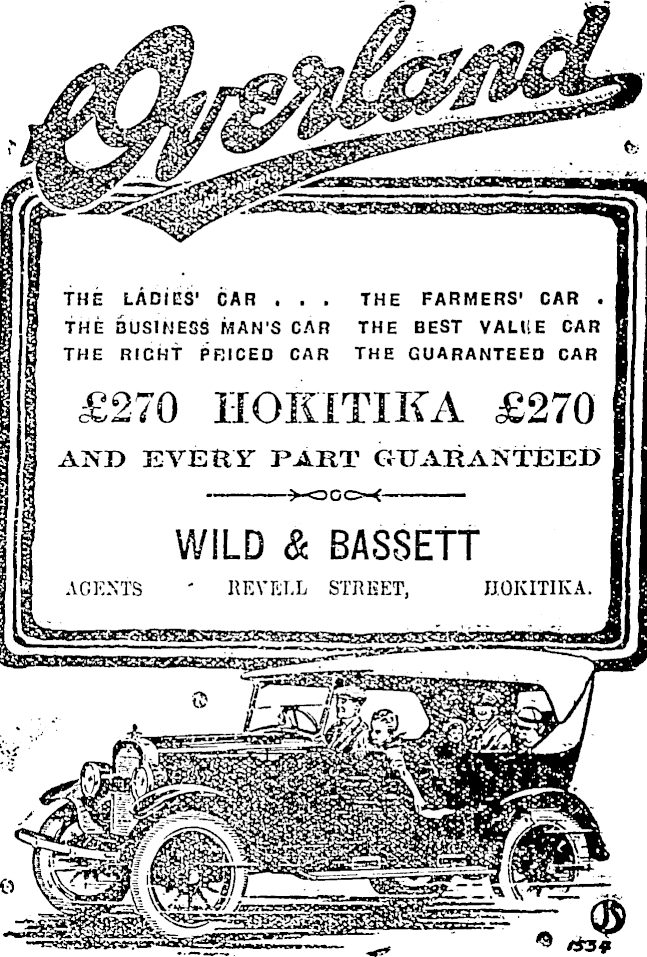 Overland
THE LADIES' CAR . . . THE FARMERS' CAR .
THE BUSINESS MAN'S CAR THE BEST VALUE CAR
THE RIGHT PRICED CAR THE GUARANTEED CAR
£270 HOKITIKA £270
AND EVERY PART GUARANTEED
WILD & BASSETT
AGENTS - REVELL STREET, HOKITIKA.
JS
1534